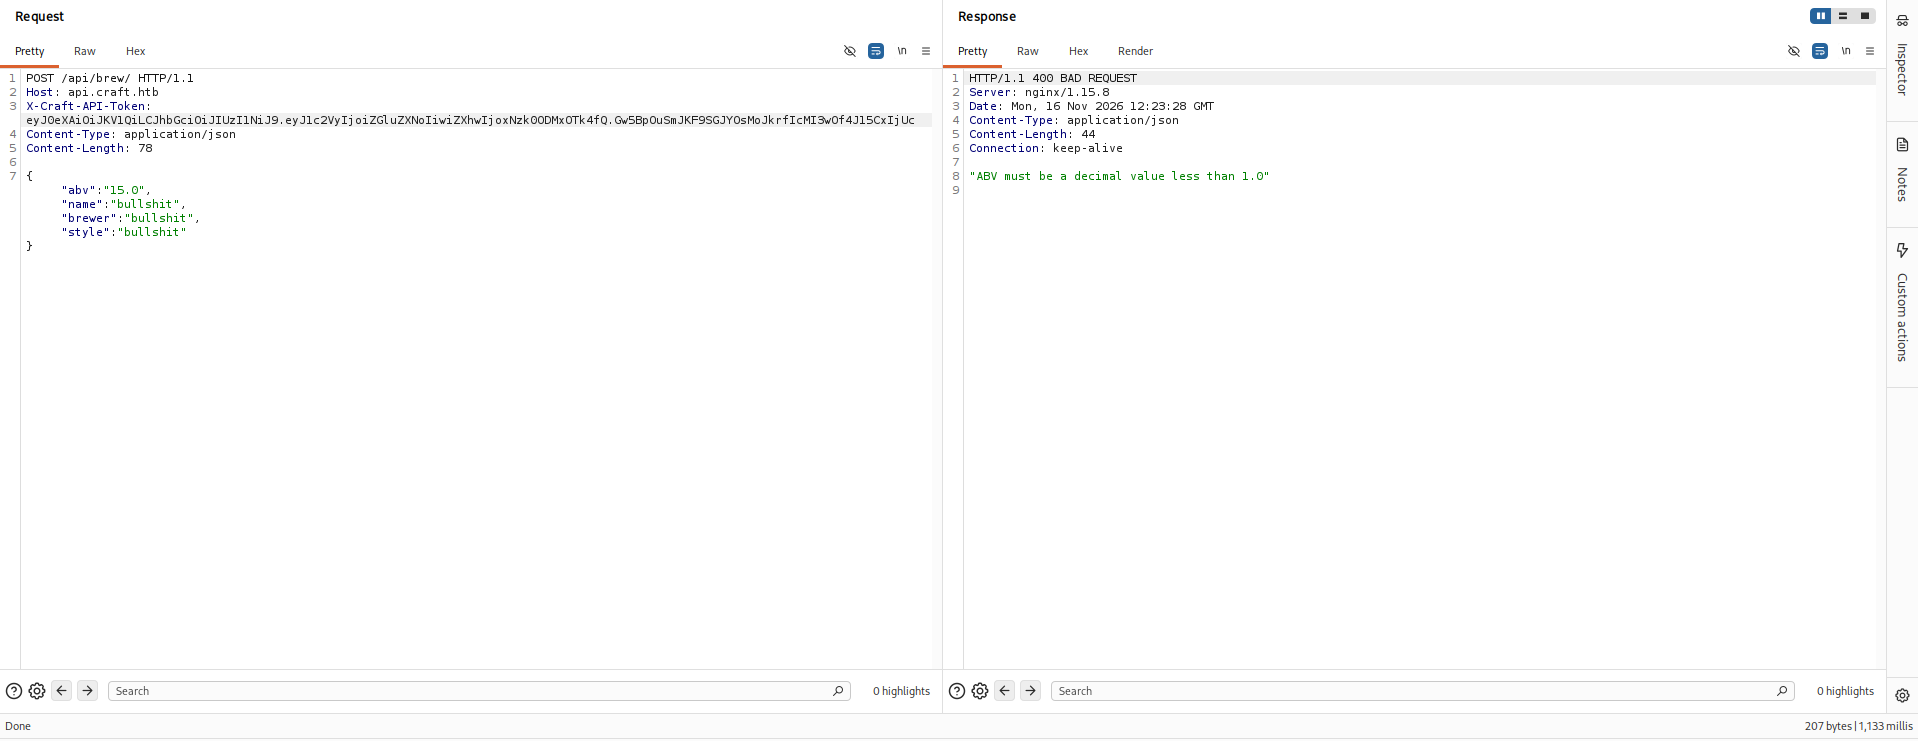 Request
Pretty
Raw
Hex
\n
1 POST /api/brew/ HTTP/1.1
2 Host: api.craft.htb
3 X-Craft-API-Token:
eyJ0eXAiOiJKV1QiLCJhbGciOiJIUzI1NiJ9.eyJ1c2VyIjoiZGluZXNoIiwiZXhwIjoxNzk0ODMxOTk4fQ.Gw5BpOuSmJKF9SGJYOsMoJkrfIcMI3wOf4J15CxIjUc
4 Content-Type: application/json
5 Content-Length: 78
6
7 {
"abv":"15.0",
"name":"bullshit",
"brewer":"bullshit",
"style":"bullshit"
}
Search
0 highlights
Response
Pretty
Raw
Hex
Render
\n
1 HTTP/1.1 400 BAD REQUEST
2 Server: nginx/1.15.8
3 Date: Mon, 16 Nov 2026 12:23:28 GMT
4 Content-Type: application/json
5 Content-Length: 44
6 Connection: keep-alive
7
8 "ABV must be a decimal value less than 1.0"
9
Search
0 highlights
Inspector
Notes
Custom actions
Done
207 bytes | 1,133 millis